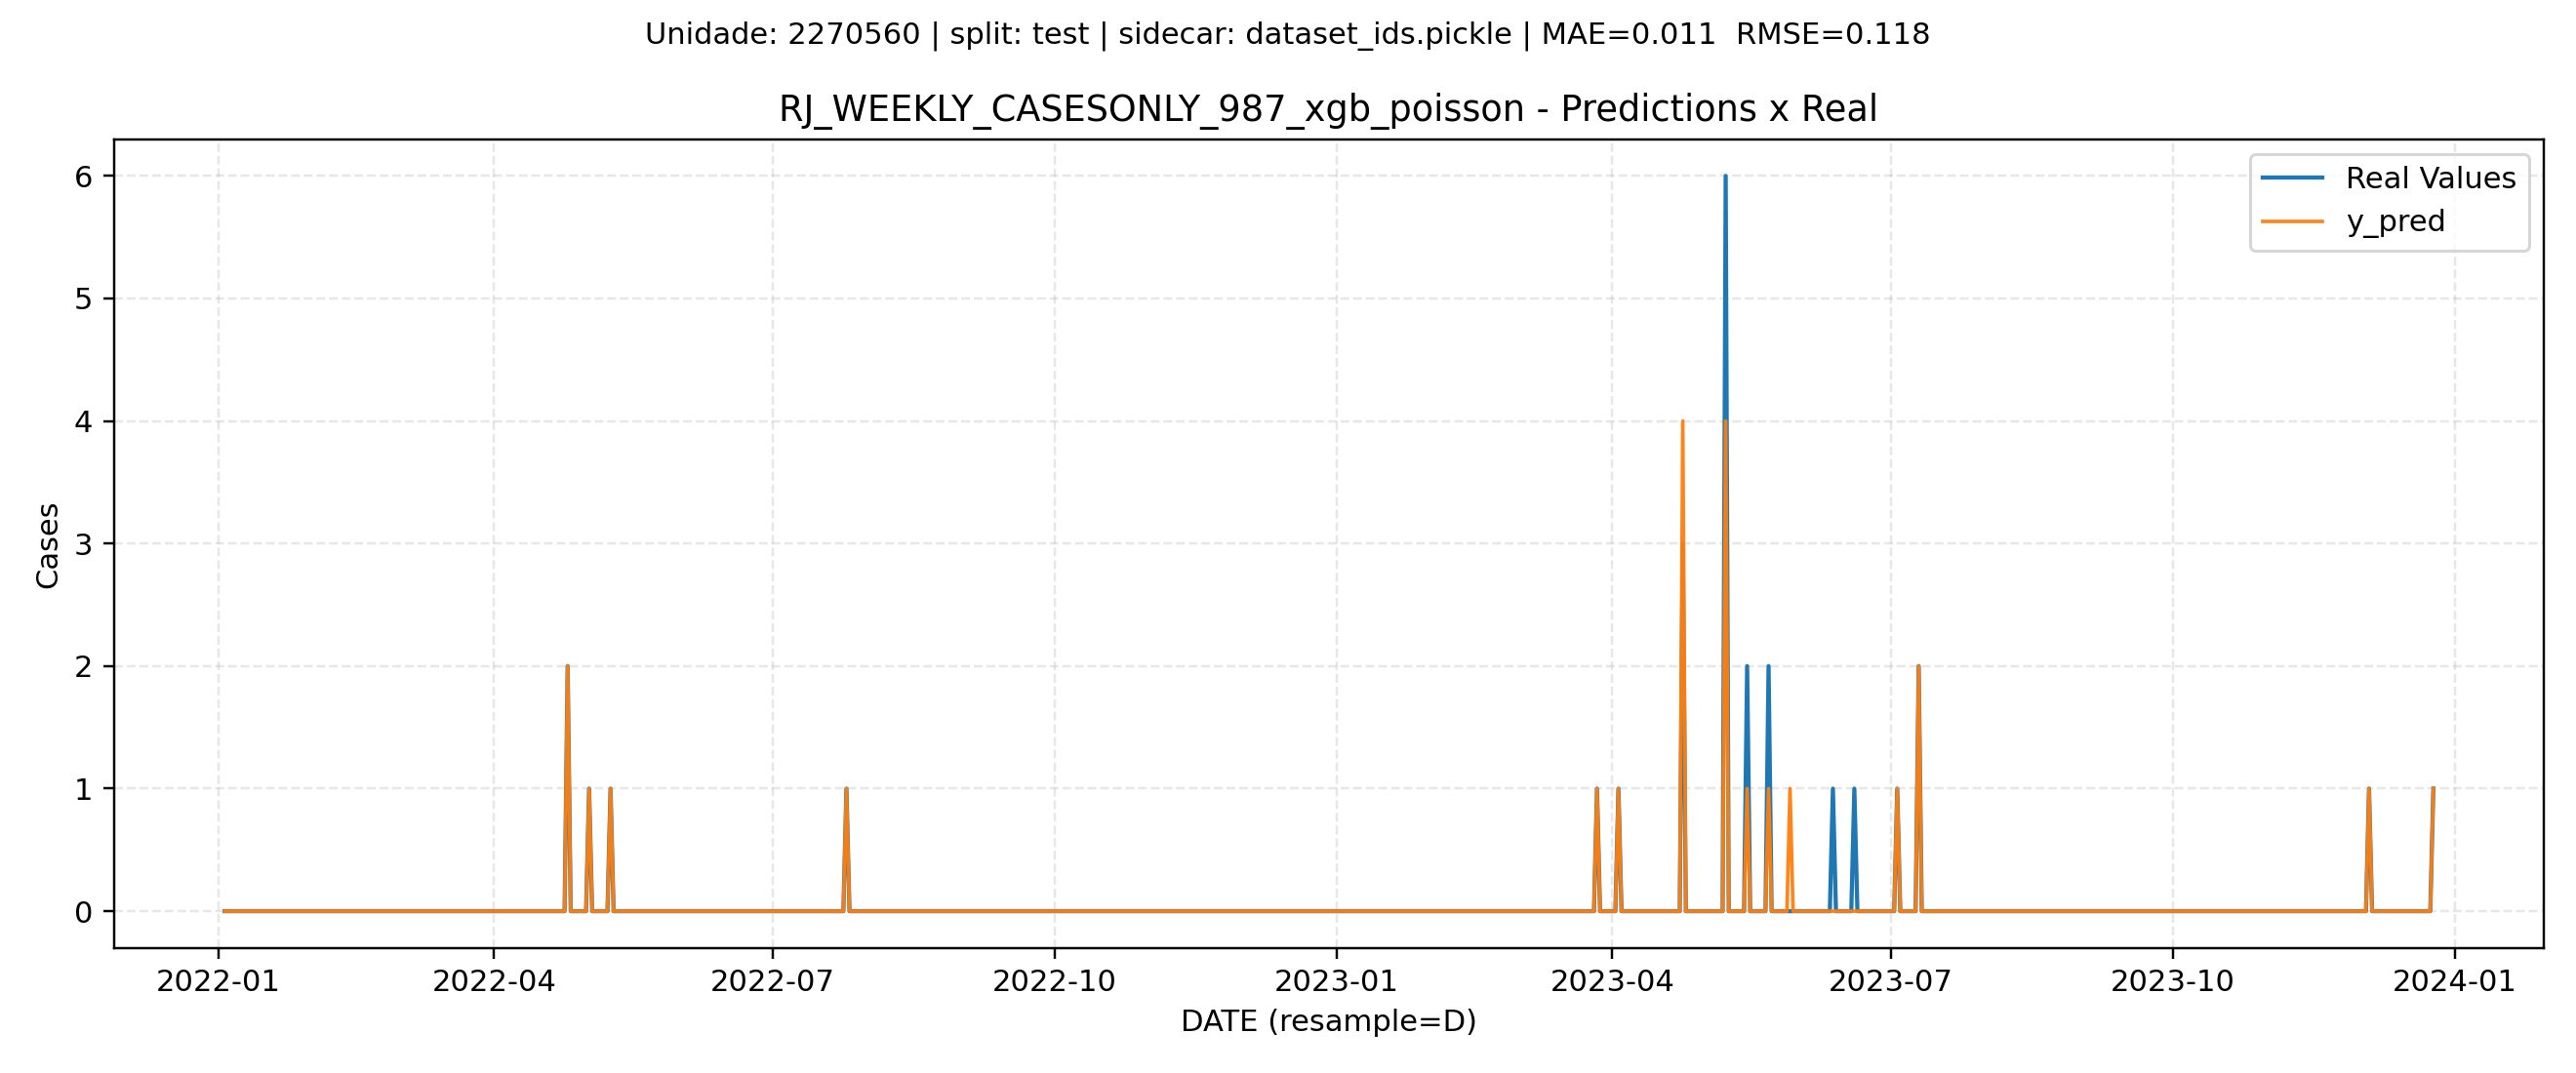 Unidade: 2270560 | split: test | sidecar: dataset_ids.pickle | MAE=0.011  RMSE=0.118
RJ_WEEKLY_CASESONLY_987_xgb_poisson - Predictions x Real
Real Values
y_pred
6
5
4
3
2
1
0
Cases
2022-01
2022-04
2022-07
2022-10
2023-01
2023-04
2023-07
2023-10
2024-01
DATE (resample=D)